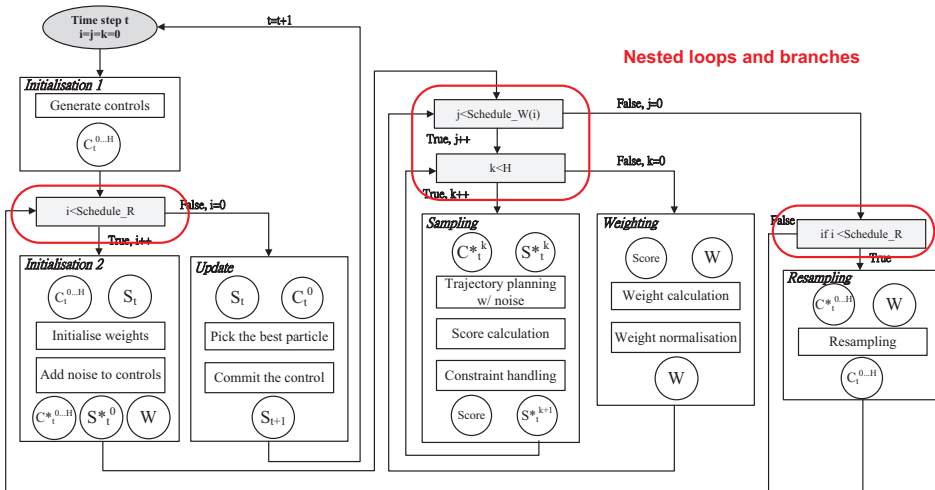 Time step t
i=j=k=0
t=t+1
Nested loops and branches
Initialisation 1
Generate controls
C_t^0...H
i<Schedule_R
False, i=0
True, i++
Initialisation 2
C_t^0...H
S_t
Initialise weights
Add noise to controls
C*_t^0...H
S*_t^0
W
Update
S_t
C_t^0
Pick the best particle
Commit the control
S_t+1
j<Schedule_W(i)
False, j=0
True, j++
k<H
False, k=0
True, k++
Sampling
C*_t^k
S*_t^k
Trajectory planning
w/ noise
Score calculation
Constraint handling
Score
S*_t^k+1
Weighting
Score
W
Weight calculation
Weight normalisation
W
False
if i <Schedule_R
True
Resampling
C*_t^0...H
W
Resampling
C_t^0...H